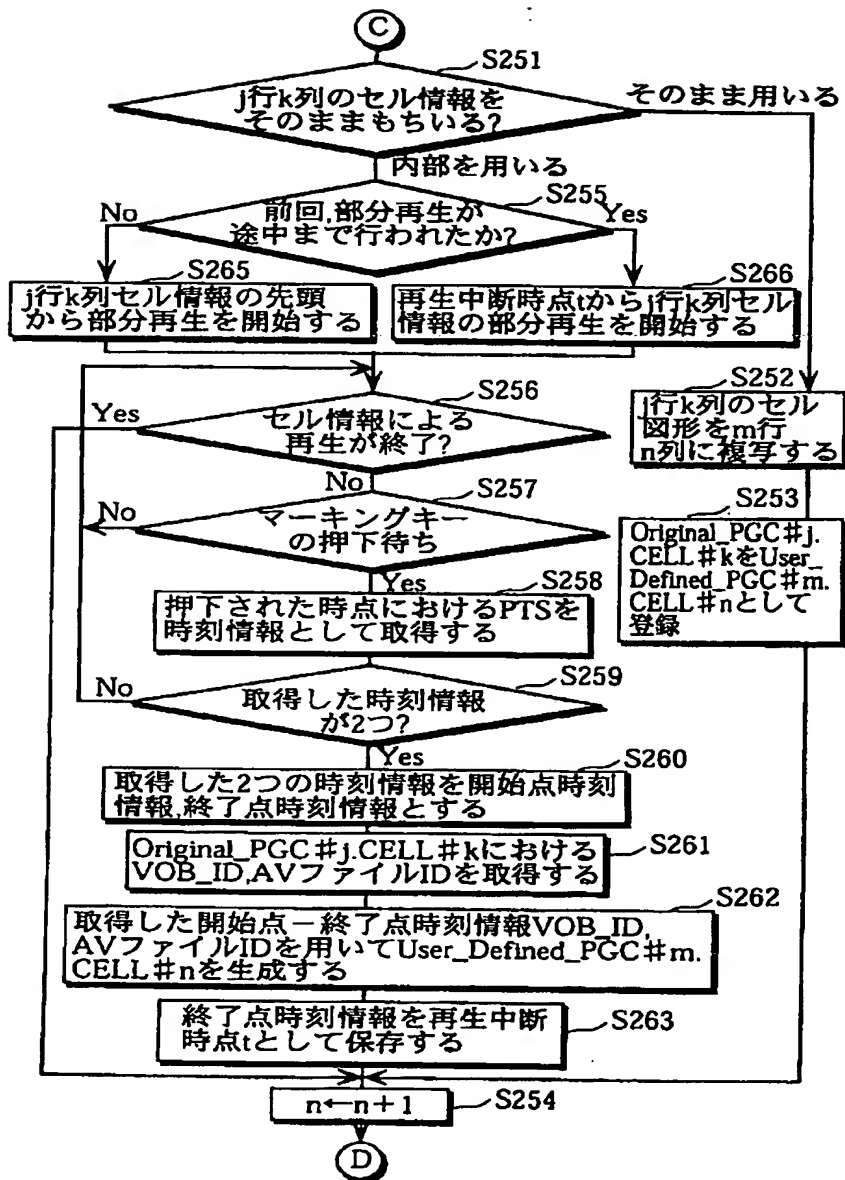 C
S251
j行k列のセル情報を
そのままもちいる?
そのまま用いる
内部を用いる
S255
No
前回,部分再生が
途中まで行われたか?
Yes
S265
j行k列セル情報の先頭
から部分再生を開始する
S266
再生中断時点tからj行k列セル
情報の部分再生を開始する
S256
Yes
セル情報による
再生が終了?
No
S252
j行k列のセル
図形をm行
n列に複写する
S257
No
マーキングキー
の押下待ち
Yes
S253
Original_PGC#j.
CELL#kをUser_
Defined_PGC#m.
CELL#nとして
登録
S258
押下された時点におけるPTSを
時刻情報として取得する
S259
No
取得した時刻情報
が2つ?
Yes
S260
取得した2つの時刻情報を開始点時刻
情報,終了点時刻情報とする
S261
Original_PGC#j.CELL#kにおける
VOB_ID,AVファイルIDを取得する
S262
取得した開始点－終了点時刻情報VOB_ID,
AVファイルIDを用いてUser_Defined_PGC#m.
CELL#nを生成する
S263
終了点時刻情報を再生中断
時点tとして保存する
S254
n←n+1
D